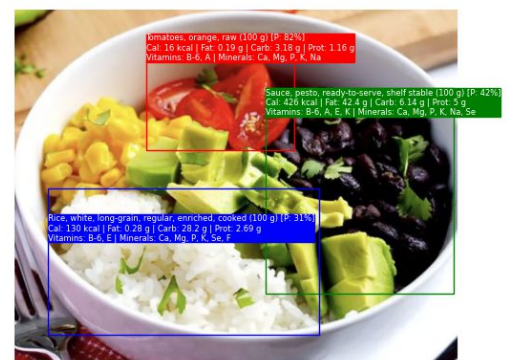 Tomatoes, orange, raw (100 g) [P: 82%]
Cal: 16 kcal | Fat: 0.19 g | Carb: 3.18 g | Prot: 1.16 g
Vitamins: B-6, A | Minerals: Ca, Mg, P, K, Na
Sauce, pesto, ready-to-serve, shelf stable (100 g) [P: 42%]
Cal: 426 kcal | Fat: 42.4 g | Carb: 6.14 g | Prot: 5 g
Vitamins: B-6, A, E, K | Minerals: Ca, Mg, P, K, Na, Se
Rice, white, long-grain, regular, enriched, cooked (100 g) [P: 31%]
Cal: 130 kcal | Fat: 0.28 g | Carb: 28.2 g | Prot: 2.69 g
Vitamins: B-6, E | Minerals: Ca, Mg, P, K, Se, F